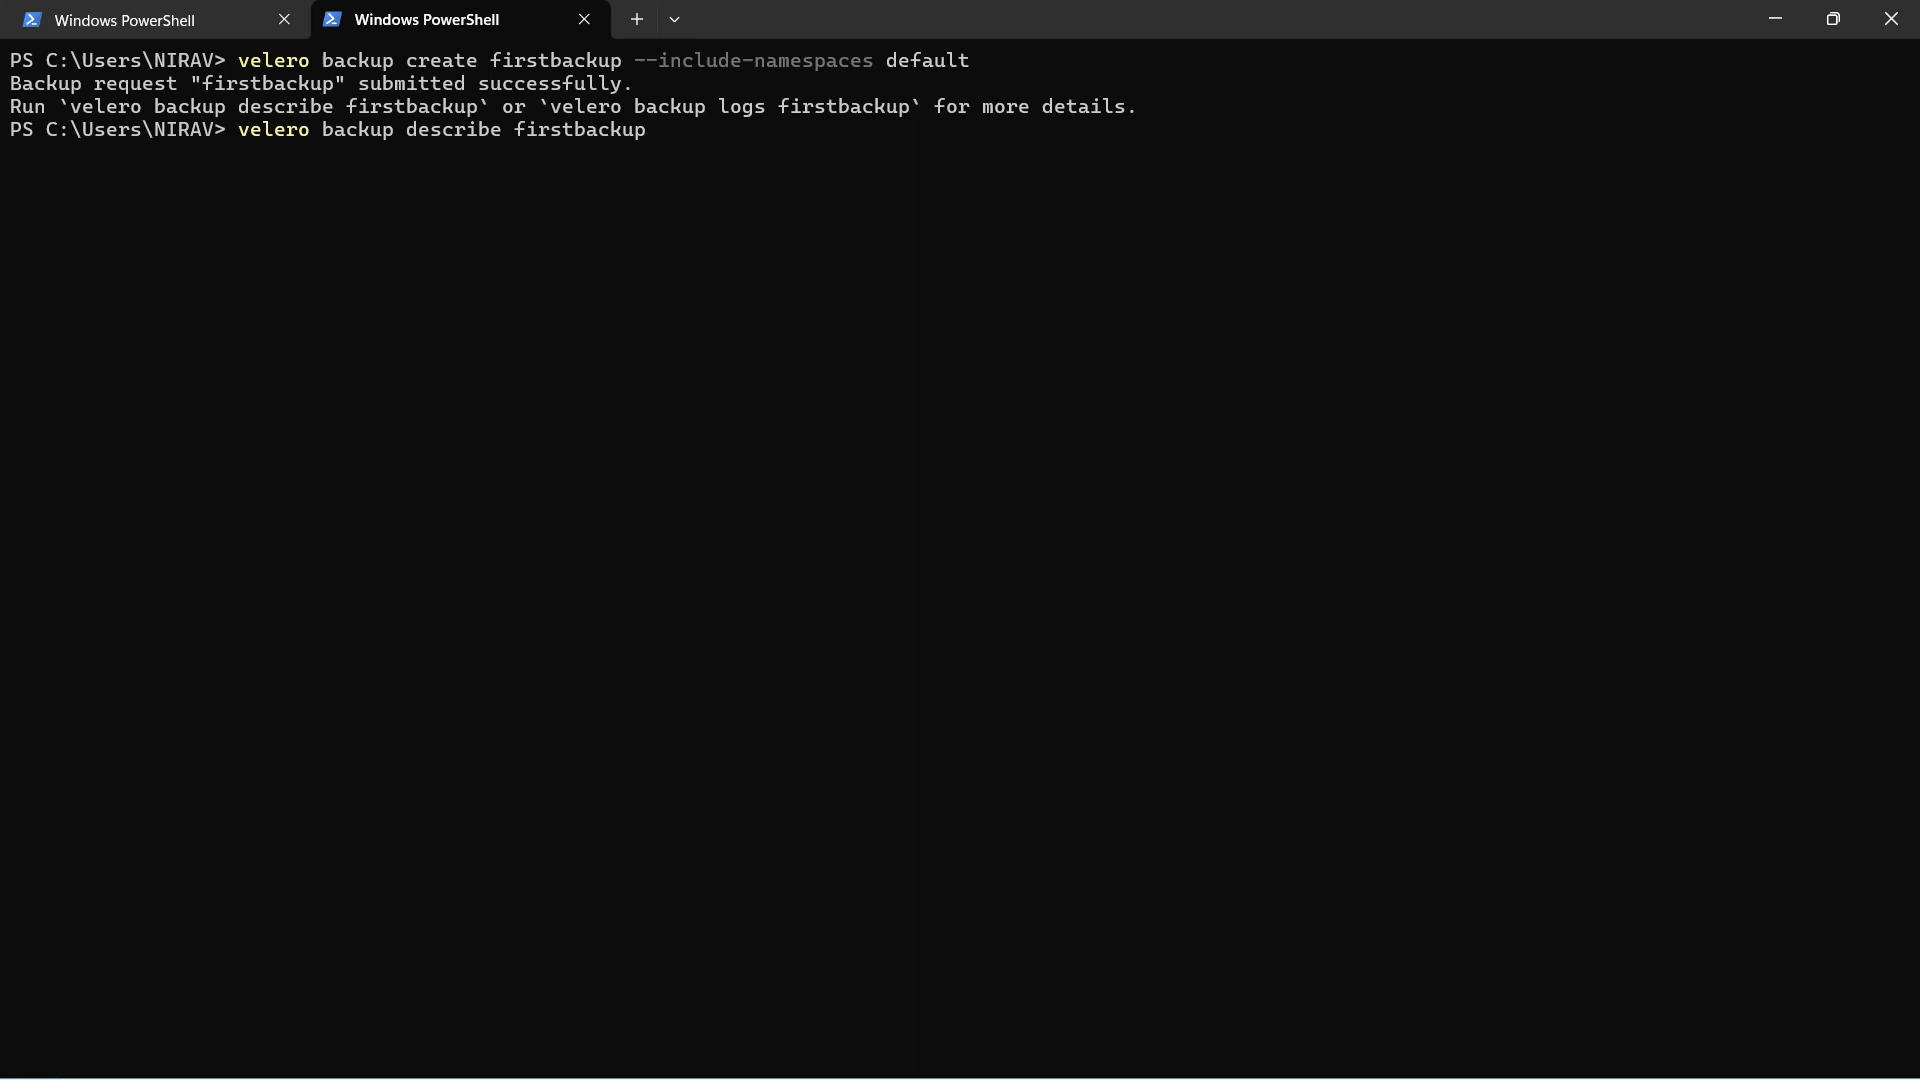 Windows PowerShell
Windows PowerShell
PS C:\Users\NIRAV> velero backup create firstbackup --include-namespaces default
Backup request "firstbackup" submitted successfully.
Run `velero backup describe firstbackup` or `velero backup logs firstbackup` for more details.
PS C:\Users\NIRAV> velero backup describe firstbackup